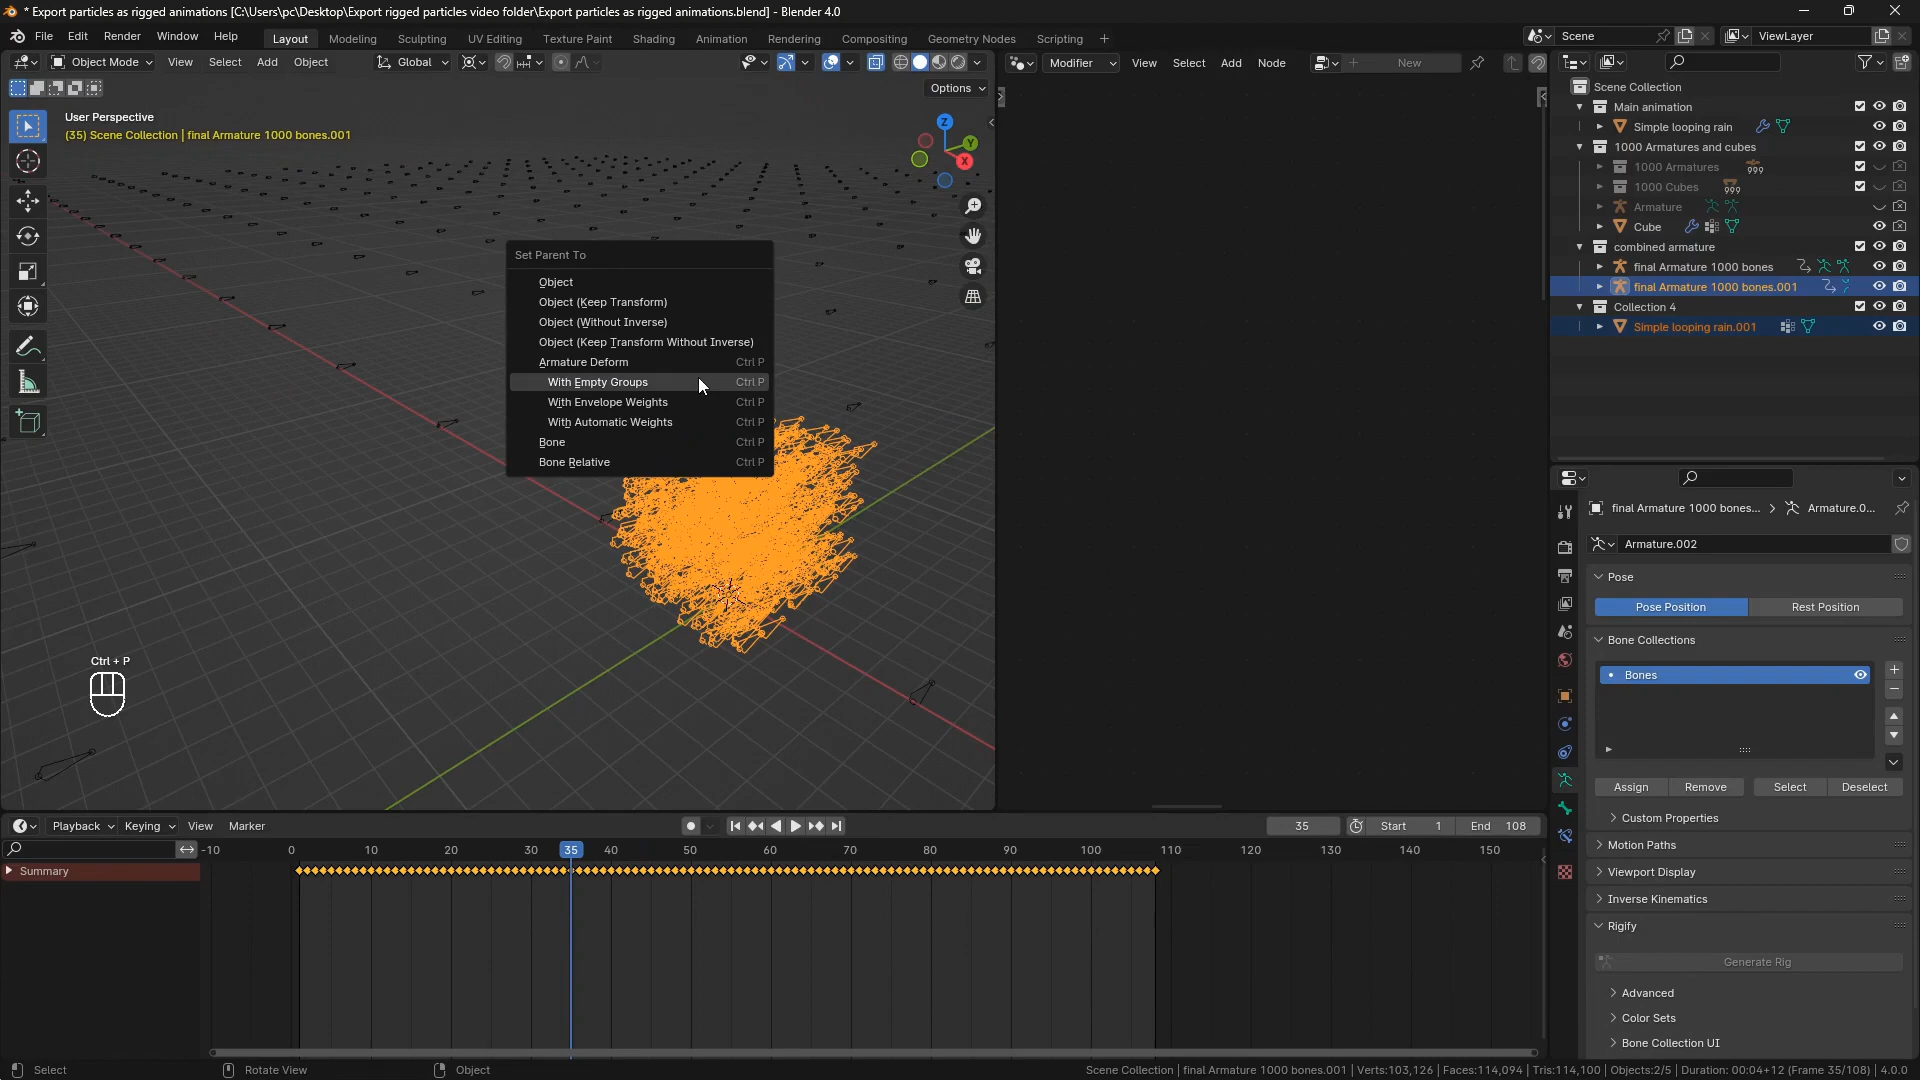 * Export particles as rigged animations [C:\Users\pc\Desktop\Export rigged particles video folder\Export particles as rigged animations.blend] - Blender 4.0
File Edit Render Window Help Layout Modeling Sculpting UV Editing Texture Paint Shading Animation Rendering Compositing Geometry Nodes Scripting + Scene ViewLayer
Object Mode View Select Add Object Global Modifier View Select Add Node + New
Options
User Perspective
(35) Scene Collection | final Armature 1000 bones.001
Z
Y
X
Set Parent To
Object
Object (Keep Transform)
Object (Without Inverse)
Object (Keep Transform Without Inverse)
Armature Deform Ctrl P
With Empty Groups Ctrl P
With Envelope Weights Ctrl P
With Automatic Weights Ctrl P
Bone Ctrl P
Bone Relative Ctrl P
Ctrl + P
Scene Collection
Main animation
Simple looping rain
1000 Armatures and cubes
1000 Armatures 999
1000 Cubes 999
Armature
Cube
combined armature
final Armature 1000 bones
final Armature 1000 bones.001
Collection 4
Simple looping rain.001
final Armature 1000 bones... > Armature.0...
Armature.002
Pose
Pose Position Rest Position
Bone Collections
Bones
Assign Remove Select Deselect
Custom Properties
Motion Paths
Viewport Display
Inverse Kinematics
Rigify
Generate Rig
Advanced
Color Sets
Bone Collection UI
Playback Keying View Marker 35 Start 1 End 108
-10 0 10 20 30 35 40 50 60 70 80 90 100 110 120 130 140 150
Summary
Select Rotate View Object Scene Collection | final Armature 1000 bones.001 | Verts:103,126 | Faces:114,094 | Tris:114,100 | Objects:2/5 | Duration: 00:04+12 (Frame 35/108) | 4.0.0